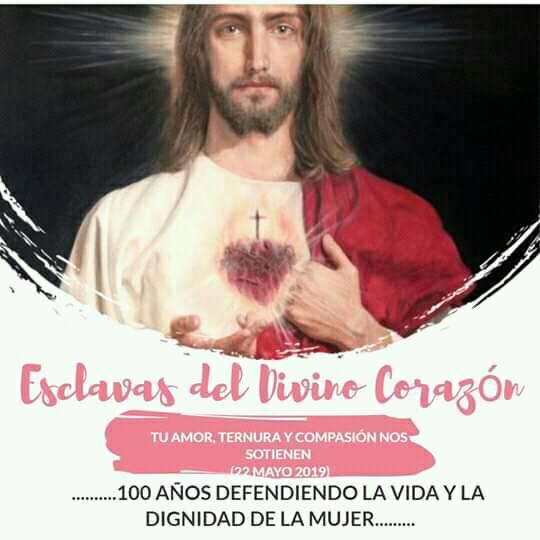 Esclavas del Divino Corazón
TU AMOR, TERNURA Y COMPASIÓN NOS
SOTIENEN
(22 MAYO 2019)
..........100 AÑOS DEFENDIENDO LA VIDA Y LA
DIGNIDAD DE LA MUJER.........